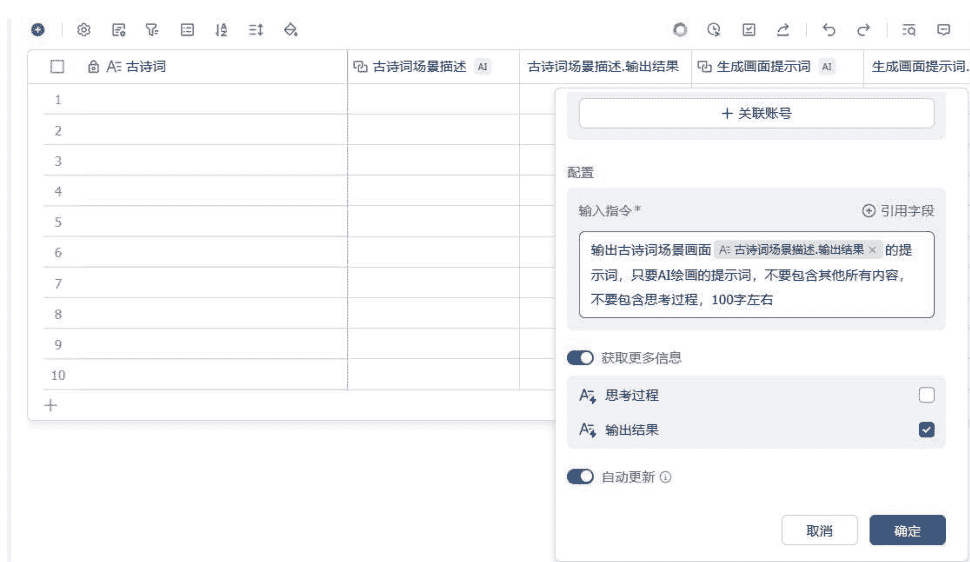 古诗词
古诗词场景描述 AI
古诗词场景描述.输出结果
生成画面提示词 AI
生成画面提示词.
1
2
3
4
5
6
7
8
9
10
+ 关联账号
配置
输入指令*
引用字段
输出古诗词场景画面 古诗词场景描述.输出结果 × 的提
示词，只要AI绘画的提示词，不要包含其他所有内容，
不要包含思考过程，100字左右
获取更多信息
思考过程
输出结果
自动更新
取消
确定